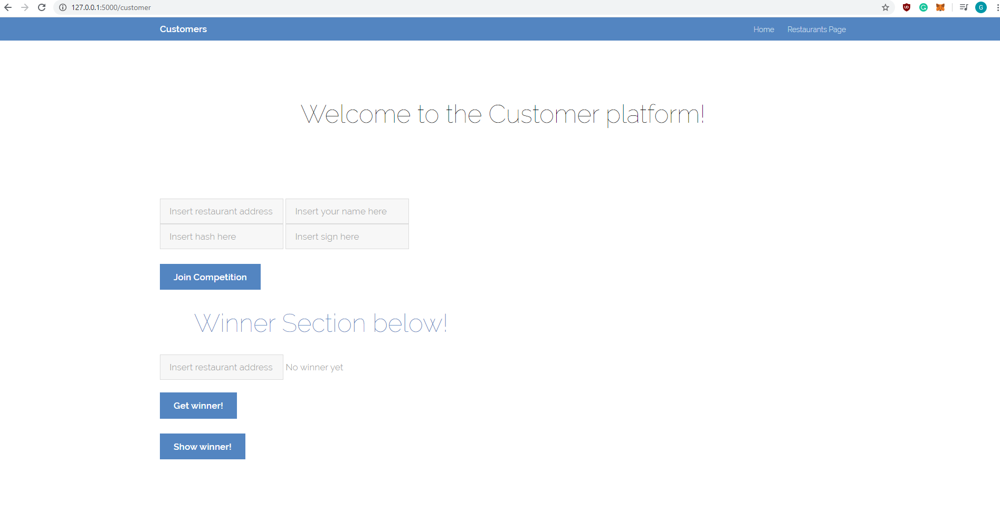 127.0.0.1:5000/customer
G
Customers Home Restaurants Page
Welcome to the Customer platform!
Insert restaurant address Insert your name here
Insert hash here Insert sign here
Join Competition
Winner Section below!
Insert restaurant address No winner yet
Get winner!
Show winner!